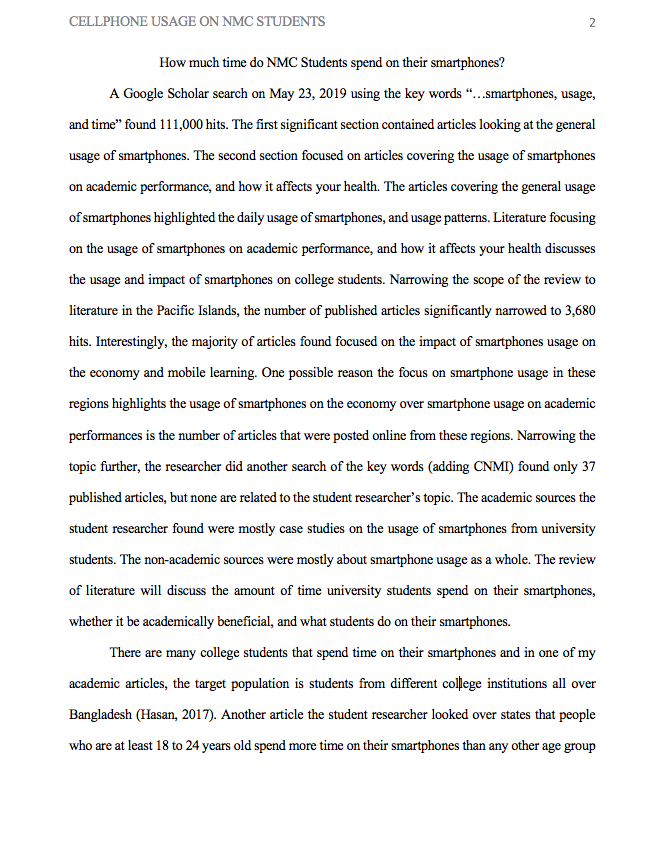 CELLPHONE USAGE ON NMC STUDENTS 2
How much time do NMC Students spend on their smartphones?
A Google Scholar search on May 23, 2019 using the key words “…smartphones, usage,
and time” found 111,000 hits. The first significant section contained articles looking at the general
usage of smartphones. The second section focused on articles covering the usage of smartphones
on academic performance, and how it affects your health. The articles covering the general usage
of smartphones highlighted the daily usage of smartphones, and usage patterns. Literature focusing
on the usage of smartphones on academic performance, and how it affects your health discusses
the usage and impact of smartphones on college students. Narrowing the scope of the review to
literature in the Pacific Islands, the number of published articles significantly narrowed to 3,680
hits. Interestingly, the majority of articles found focused on the impact of smartphones usage on
the economy and mobile learning. One possible reason the focus on smartphone usage in these
regions highlights the usage of smartphones on the economy over smartphone usage on academic
performances is the number of articles that were posted online from these regions. Narrowing the
topic further, the researcher did another search of the key words (adding CNMI) found only 37
published articles, but none are related to the student researcher’s topic. The academic sources the
student researcher found were mostly case studies on the usage of smartphones from university
students. The non-academic sources were mostly about smartphone usage as a whole. The review
of literature will discuss the amount of time university students spend on their smartphones,
whether it be academically beneficial, and what students do on their smartphones.
There are many college students that spend time on their smartphones and in one of my
academic articles, the target population is students from different college institutions all over
Bangladesh (Hasan, 2017). Another article the student researcher looked over states that people
who are at least 18 to 24 years old spend more time on their smartphones than any other age group